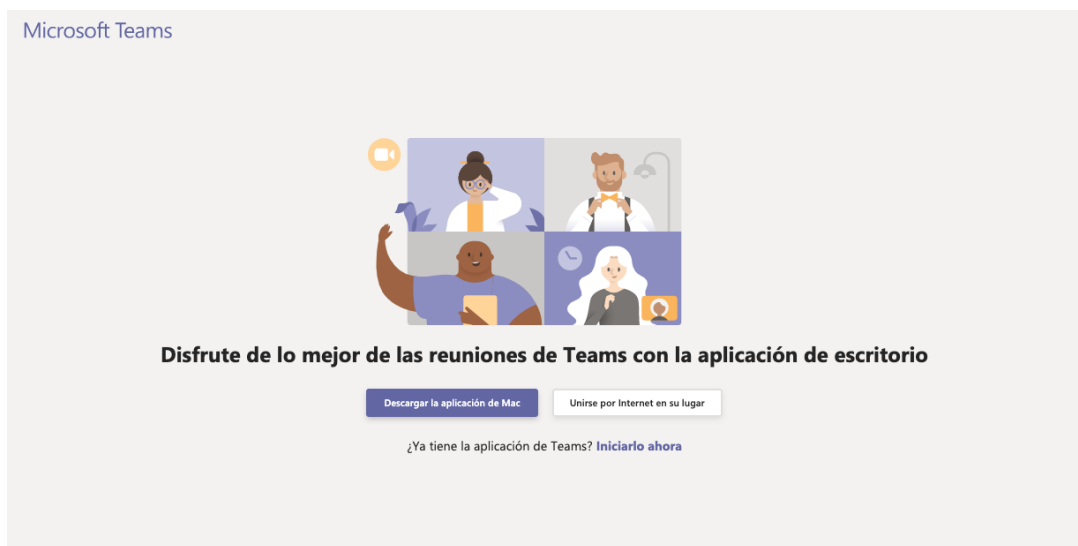 Microsoft Teams
Disfrute de lo mejor de las reuniones de Teams con la aplicación de escritorio
Descargar la aplicación de Mac
Unirse por Internet en su lugar
¿Ya tiene la aplicación de Teams? Iniciarlo ahora